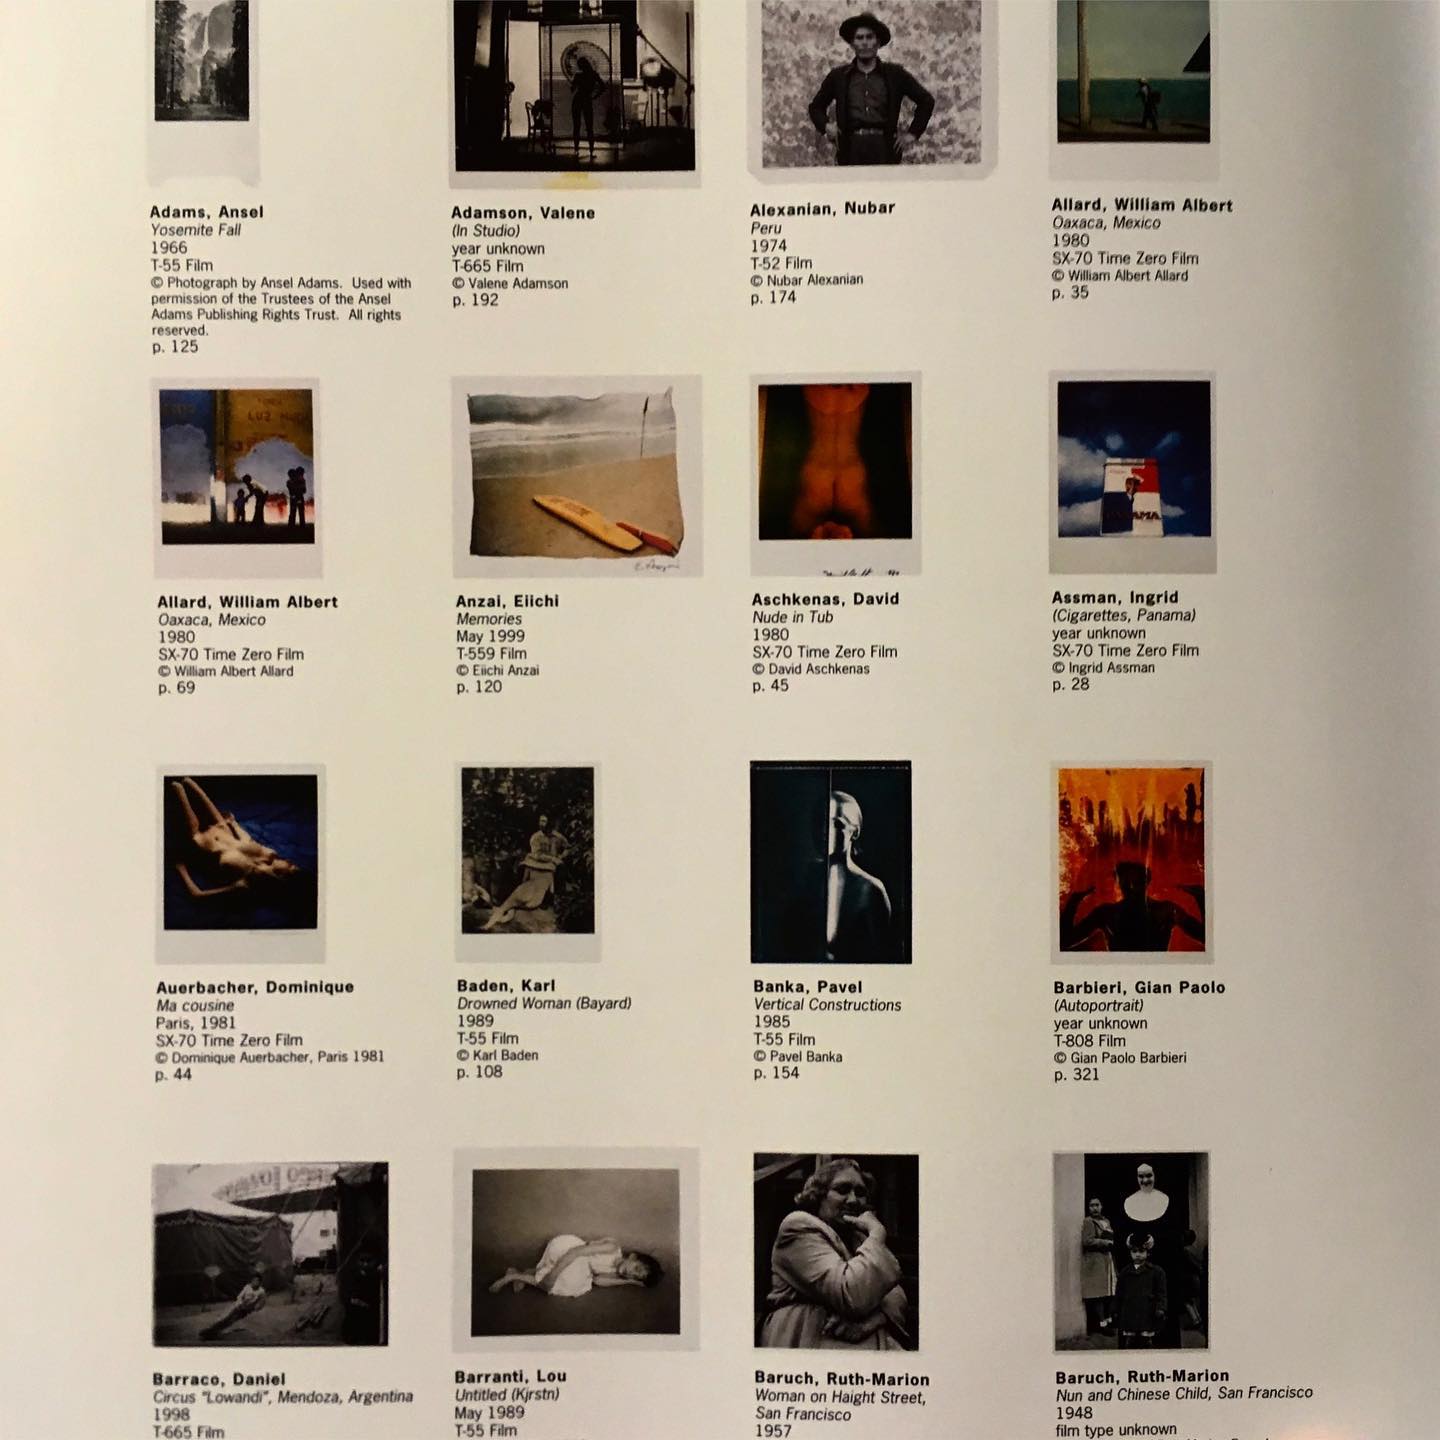 Adams, Ansel
Yosemite Fall
1966
T-55 Film
© Photograph by Ansel Adams. Used with
permission of the Trustees of the Ansel
Adams Publishing Rights Trust. All rights
reserved.
p. 125
Adamson, Valene
(In Studio)
year unknown
T-665 Film
© Valene Adamson
p. 192
Alexanian, Nubar
Peru
1974
T-52 Film
© Nubar Alexanian
p. 174
Allard, William Albert
Oaxaca, Mexico
1980
SX-70 Time Zero Film
© William Albert Allard
p. 35
LUZ
Allard, William Albert
Oaxaca, Mexico
1980
SX-70 Time Zero Film
© William Albert Allard
p. 69
Anzai, Eiichi
Memories
May 1999
T-559 Film
© Eiichi Anzai
p. 120
Aschkenas, David
Nude in Tub
1980
SX-70 Time Zero Film
© David Aschkenas
p. 45
Assman, Ingrid
(Cigarettes, Panama)
year unknown
SX-70 Time Zero Film
© Ingrid Assman
p. 28
Auerbacher, Dominique
Ma cousine
Paris, 1981
SX-70 Time Zero Film
© Dominique Auerbacher, Paris 1981
p. 44
Baden, Karl
Drowned Woman (Bayard)
1989
T-55 Film
© Karl Baden
p. 108
Banka, Pavel
Vertical Constructions
1985
T-55 Film
© Pavel Banka
p. 154
Barbieri, Gian Paolo
(Autoportrait)
year unknown
T-808 Film
© Gian Paolo Barbieri
p. 321
Barraco, Daniel
Circus "Lowandi", Mendoza, Argentina
1998
T-665 Film
Barranti, Lou
Untitled (Kjrstn)
May 1989
T-55 Film
Baruch, Ruth-Marion
Woman on Haight Street,
San Francisco
1957
Baruch, Ruth-Marion
Nun and Chinese Child, San Francisco
1948
film type unknown